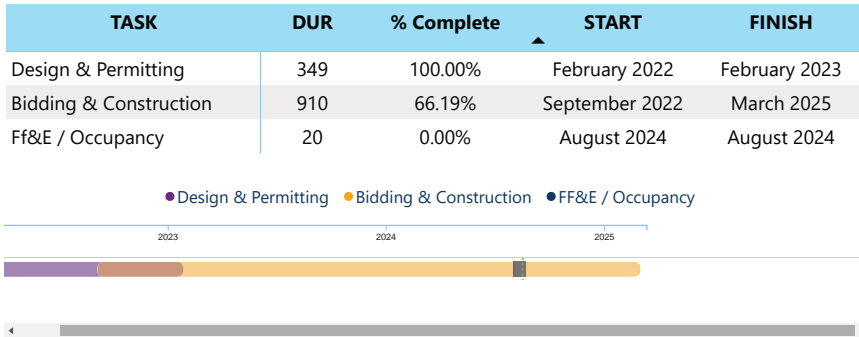 TASK DUR % Complete START FINISH
Design & Permitting 349 100.00% February 2022 February 2023
Bidding & Construction 910 66.19% September 2022 March 2025
Ff&E / Occupancy 20 0.00% August 2024 August 2024
Design & Permitting Bidding & Construction FF&E / Occupancy
2023 2024 2025